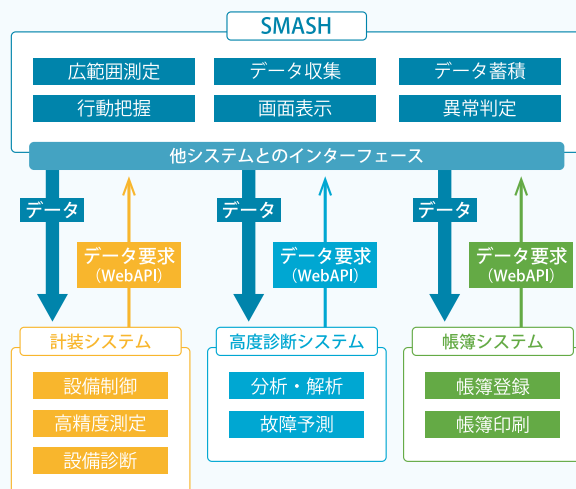 SMASH
広範囲測定
データ収集
データ蓄積
行動把握
画面表示
異常判定
他システムとのインターフェース
データ
データ
データ
データ要求
（WebAPI）
データ要求
（WebAPI）
データ要求
（WebAPI）
計装システム
高度診断システム
帳簿システム
設備制御
高精度測定
設備診断
分析・解析
故障予測
帳簿登録
帳簿印刷